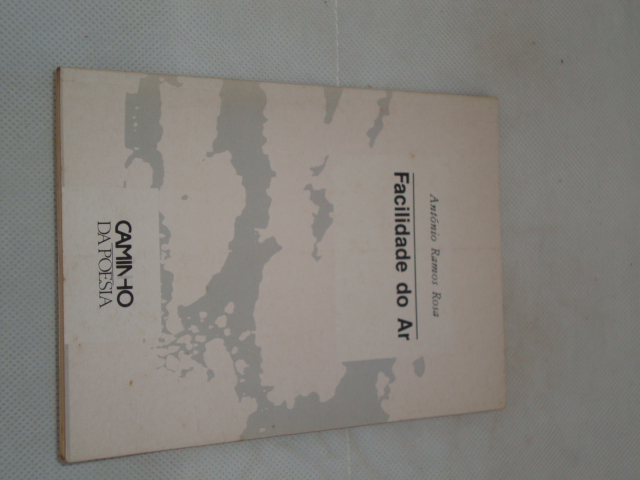 António Ramos Rosa
Facilidade do Ar
CAMINHO
DA POESIA